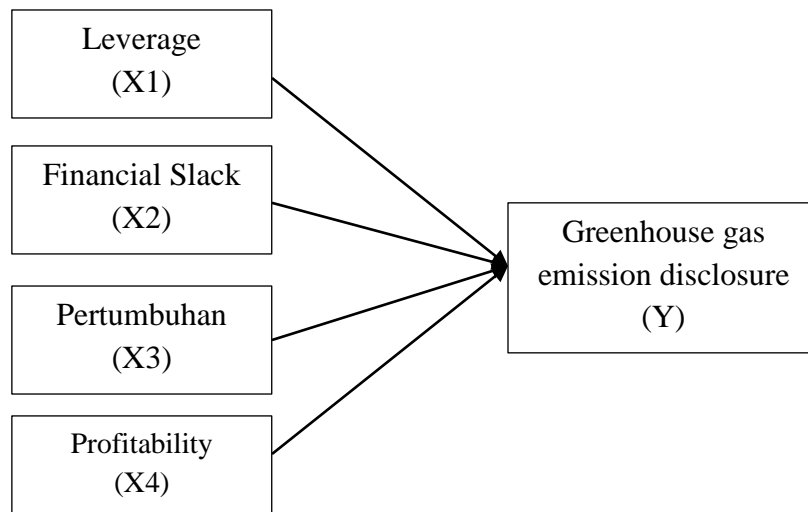 Leverage
(X1)
Financial Slack
(X2)
Pertumbuhan
(X3)
Profitability
(X4)
Greenhouse gas
emission disclosure
(Y)